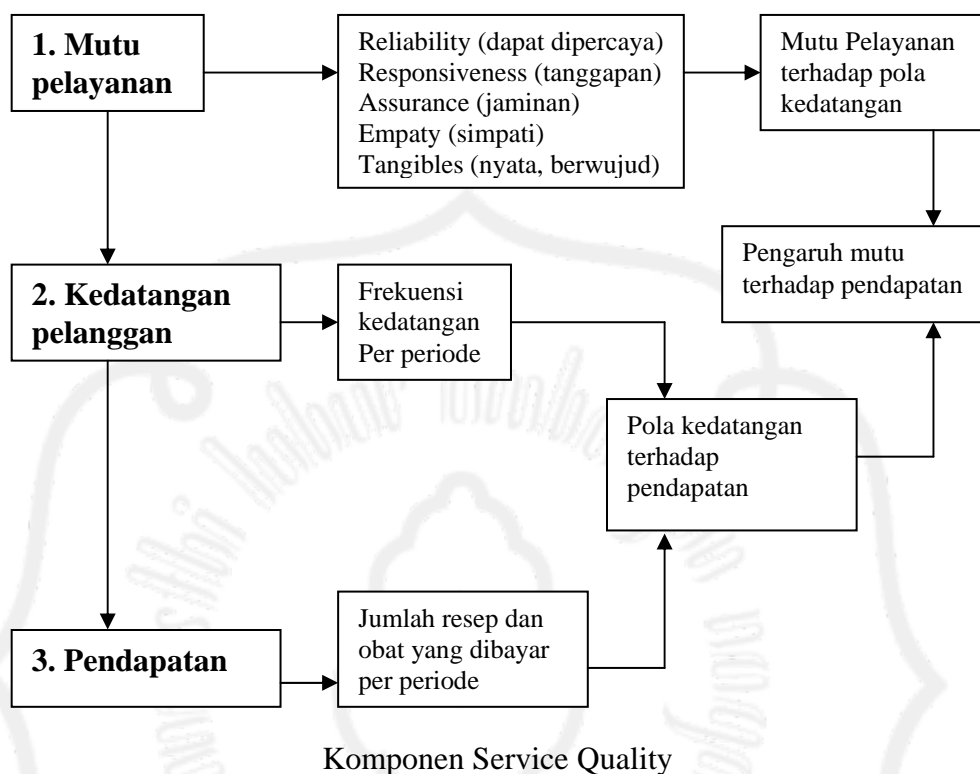 1. Mutu
pelayanan
Reliability (dapat dipercaya)
Responsiveness (tanggapan)
Assurance (jaminan)
Empaty (simpati)
Tangibles (nyata, berwujud)
Mutu Pelayanan
terhadap pola
kedatangan
Pengaruh mutu
terhadap pendapatan
2. Kedatangan
pelanggan
Frekuensi
kedatangan
Per periode
Pola kedatangan
terhadap
pendapatan
3. Pendapatan
Jumlah resep dan
obat yang dibayar
per periode
Komponen Service Quality